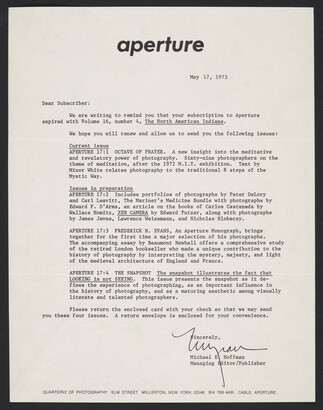 aperture
May 17, 1973
Dear Subscriber:
We are writing to remind you that your subscription to Aperture
expired with Volume 16, number 4, The North American Indians.
We hope you will renew and allow us to send you the following issues:
Current issue
APERTURE 17:1 OCTAVE OF PRAYER. A new insight into the meditative
and revelatory power of photography. Sixty-nine photographers on the
theme of meditation, after the 1972 M.I.T. exhibition. Text by
Minor White relates photography to the traditional 8 steps of the
Mystic Way.
Issues in preparation
APERTURE 17:2 Includes portfolios of photographs by Peter DeLory
and Carl Leavitt, The Mariner's Medicine Bundle with photographs by
Edward F. D'Arms, an article on the books of Carlos Castaneda by
Wallace Homitz, ZEN CAMERA by Edward Putzar, along with photographs
by James Jevns, Lawrence Weissmann, and Nicholas Hlobeczy.
APERTURE 17:3 FREDERICK H. EVANS, An Aperture Monograph, brings
together for the first time a major selection of his photographs.
The accompanying essay by Beaumont Newhall offers a comprehensive study
of the retired London bookseller who made a unique contribution to the
history of photography by interpreting the mystery, majesty, and light
of the medieval architecture of England and France.
APERTURE 17:4 THE SNAPSHOT The snapshot illustrates the fact that
LOOKING is not SEEING. This issue presents the snapshot as it de-
fines the experience of photographing, as an important influence in
the history of photography, and as a maturing aesthetic among visually
literate and talented photographers.
Please return the enclosed card with your check so that we may send
you these four issues. A return envelope is enclosed for your convenience.
Sincerely,
Michael E. Hoffman
Managing Editor/Publisher
QUARTERLY OF PHOTOGRAPHY ELM STREET MILLERTON, NEW YORK 12546 914 789-4491 CABLE, APERTURE